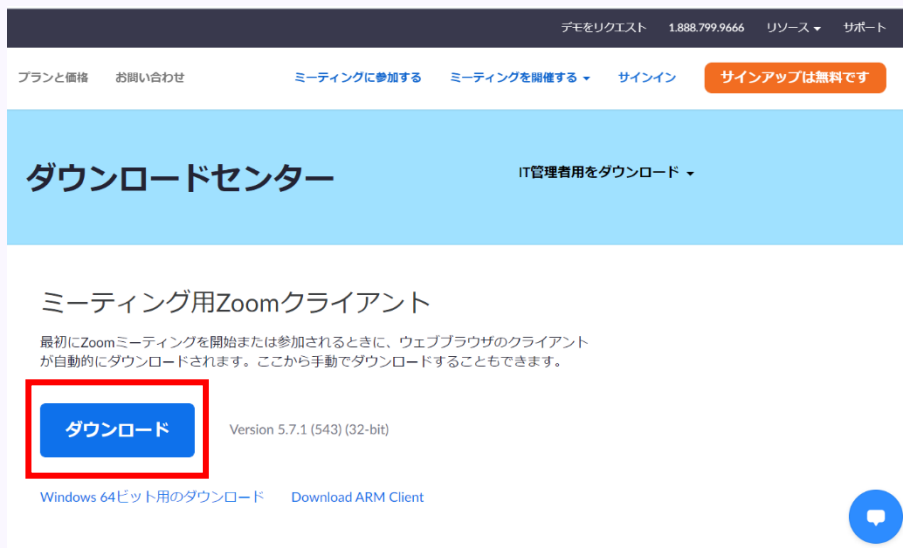 デモをリクエスト 1.888.799.9666 リソース サポート
プランと価格 お問い合わせ ミーティングに参加する ミーティングを開催する サインイン サインアップは無料です
ダウンロードセンター IT管理者用をダウンロード
ミーティング用Zoomクライアント
最初にZoomミーティングを開始または参加されるときに、ウェブブラウザのクライアント
が自動的にダウンロードされます。ここから手動でダウンロードすることもできます。
ダウンロード Version 5.7.1 (543) (32-bit)
Windows 64ビット用のダウンロード Download ARM Client